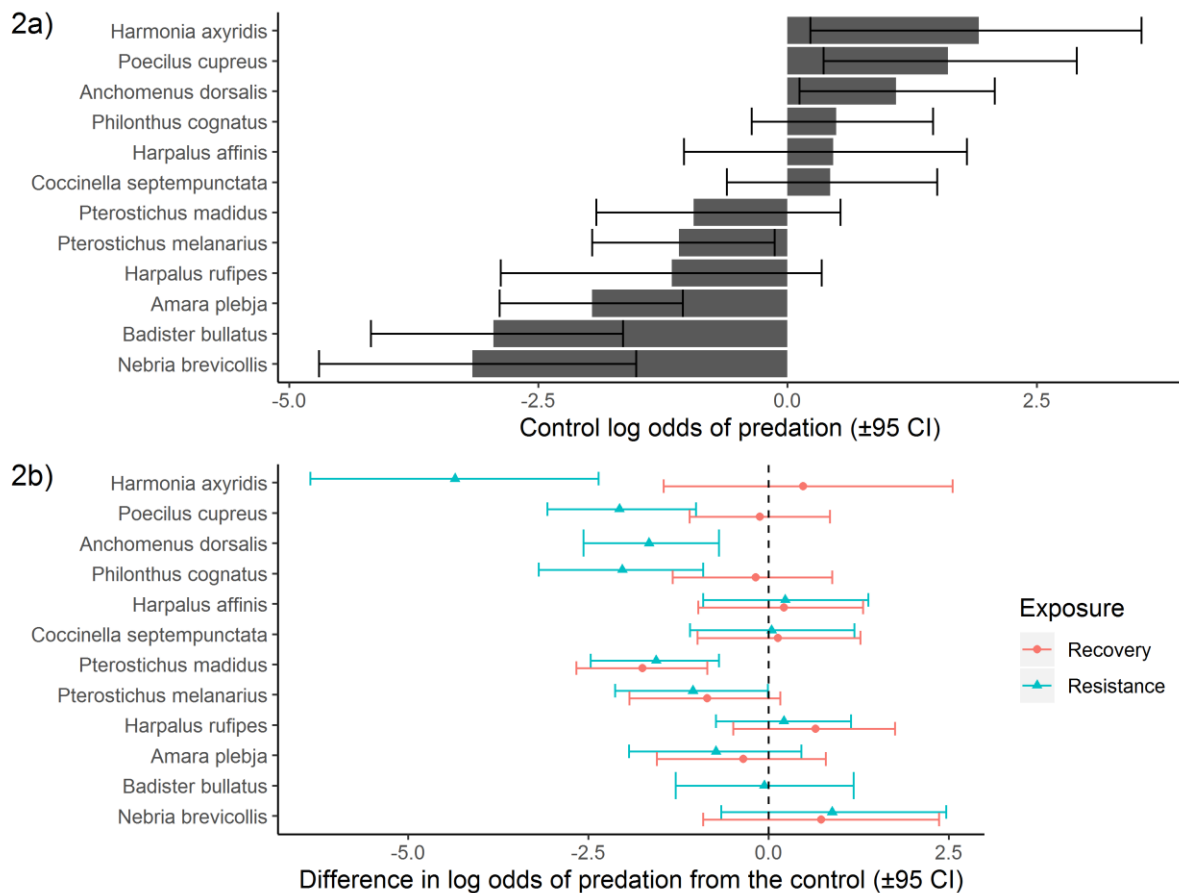 2a)
Harmonia axyridis
Poecilus cupreus
Anchomenus dorsalis
Philonthus cognatus
Harpalus affinis
Coccinella septempunctata
Pterostichus madidus
Pterostichus melanarius
Harpalus rufipes
Amara plebja
Badister bullatus
Nebria brevicollis
-5.0 -2.5 0.0 2.5
Control log odds of predation (±95 CI)
2b)
Harmonia axyridis
Poecilus cupreus
Anchomenus dorsalis
Philonthus cognatus
Harpalus affinis
Coccinella septempunctata
Pterostichus madidus
Pterostichus melanarius
Harpalus rufipes
Amara plebja
Badister bullatus
Nebria brevicollis
-5.0 -2.5 0.0 2.5
Difference in log odds of predation from the control (±95 CI)
Exposure
Recovery
Resistance